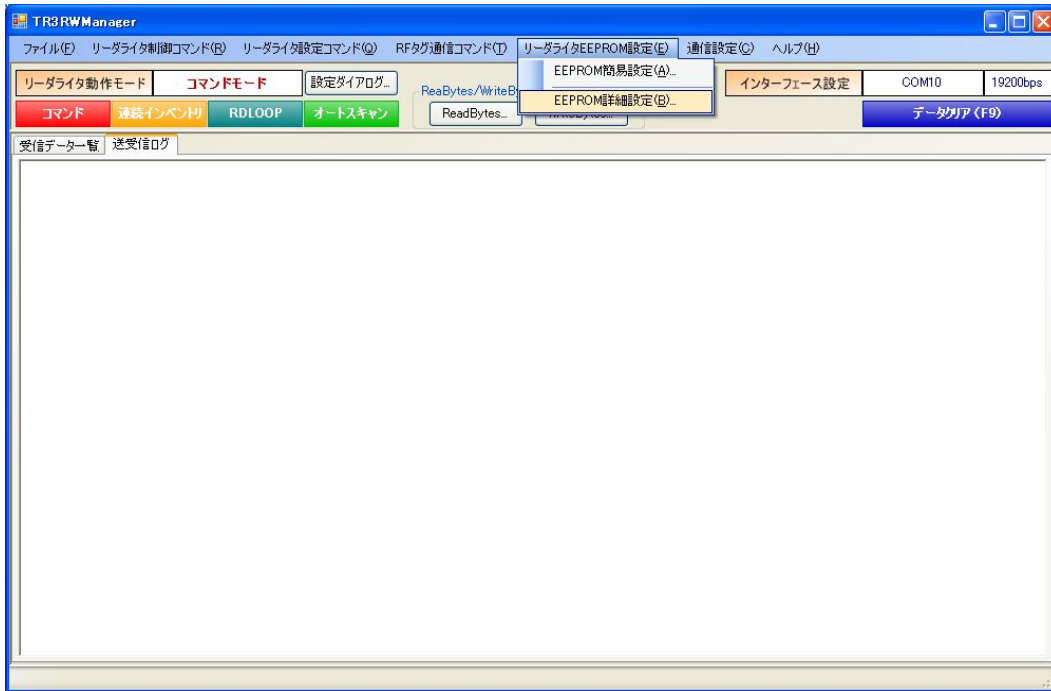 TR3RWManager
ファイル(F) リーダライタ制御コマンド(R) リーダライタ設定コマンド(Q) RFタグ通信コマンド(T) リーダライタEEPROM設定(E) 通信設定(C) ヘルプ(H)
EEPROM簡易設定(A)...
EEPROM詳細設定(B)...
リーダライタ動作モード コマンドモード 設定ダイアログ... ReaBytes/WriteB インターフェース設定 COM10 19200bps
コマンド 連続インベントリ RDLOOP オートスキャン ReadBytes... データクリア(F9)
受信データ一覧 送受信ログ